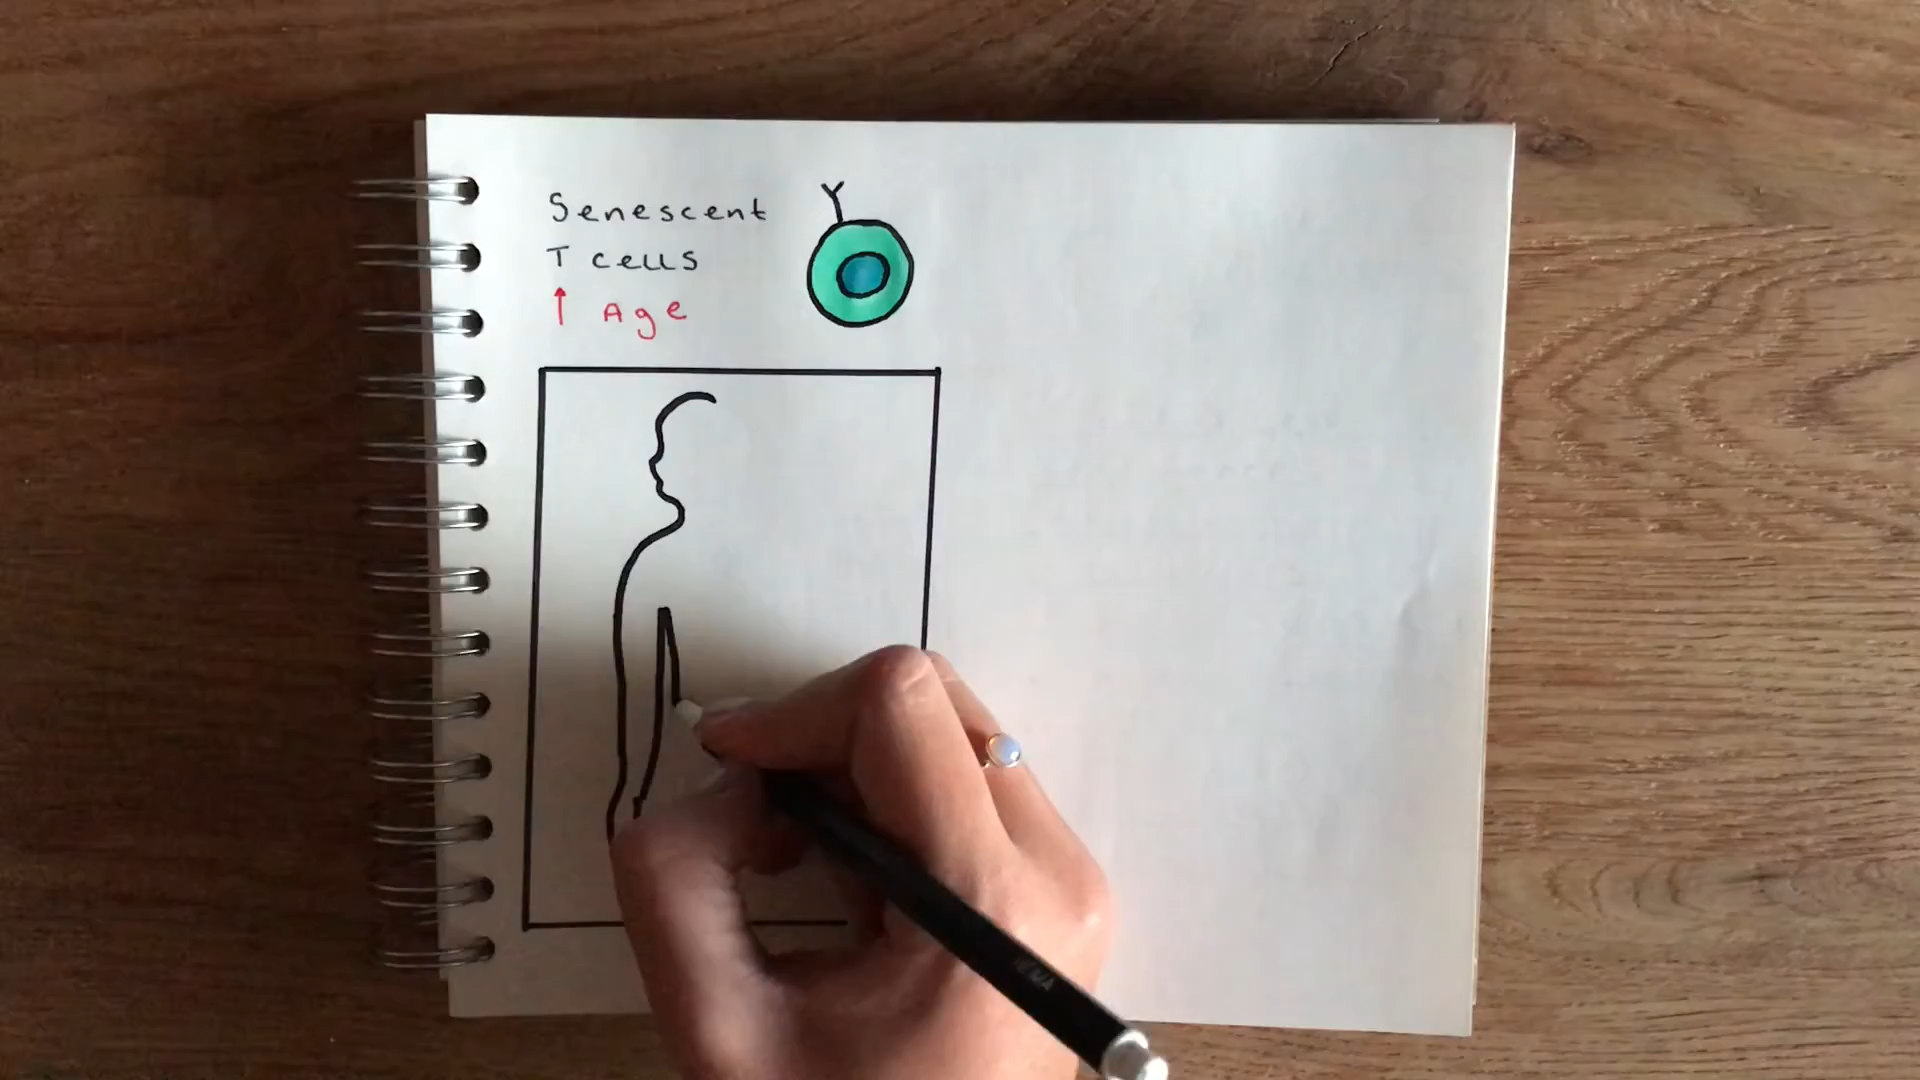 Senescent
T cells
↑ Age